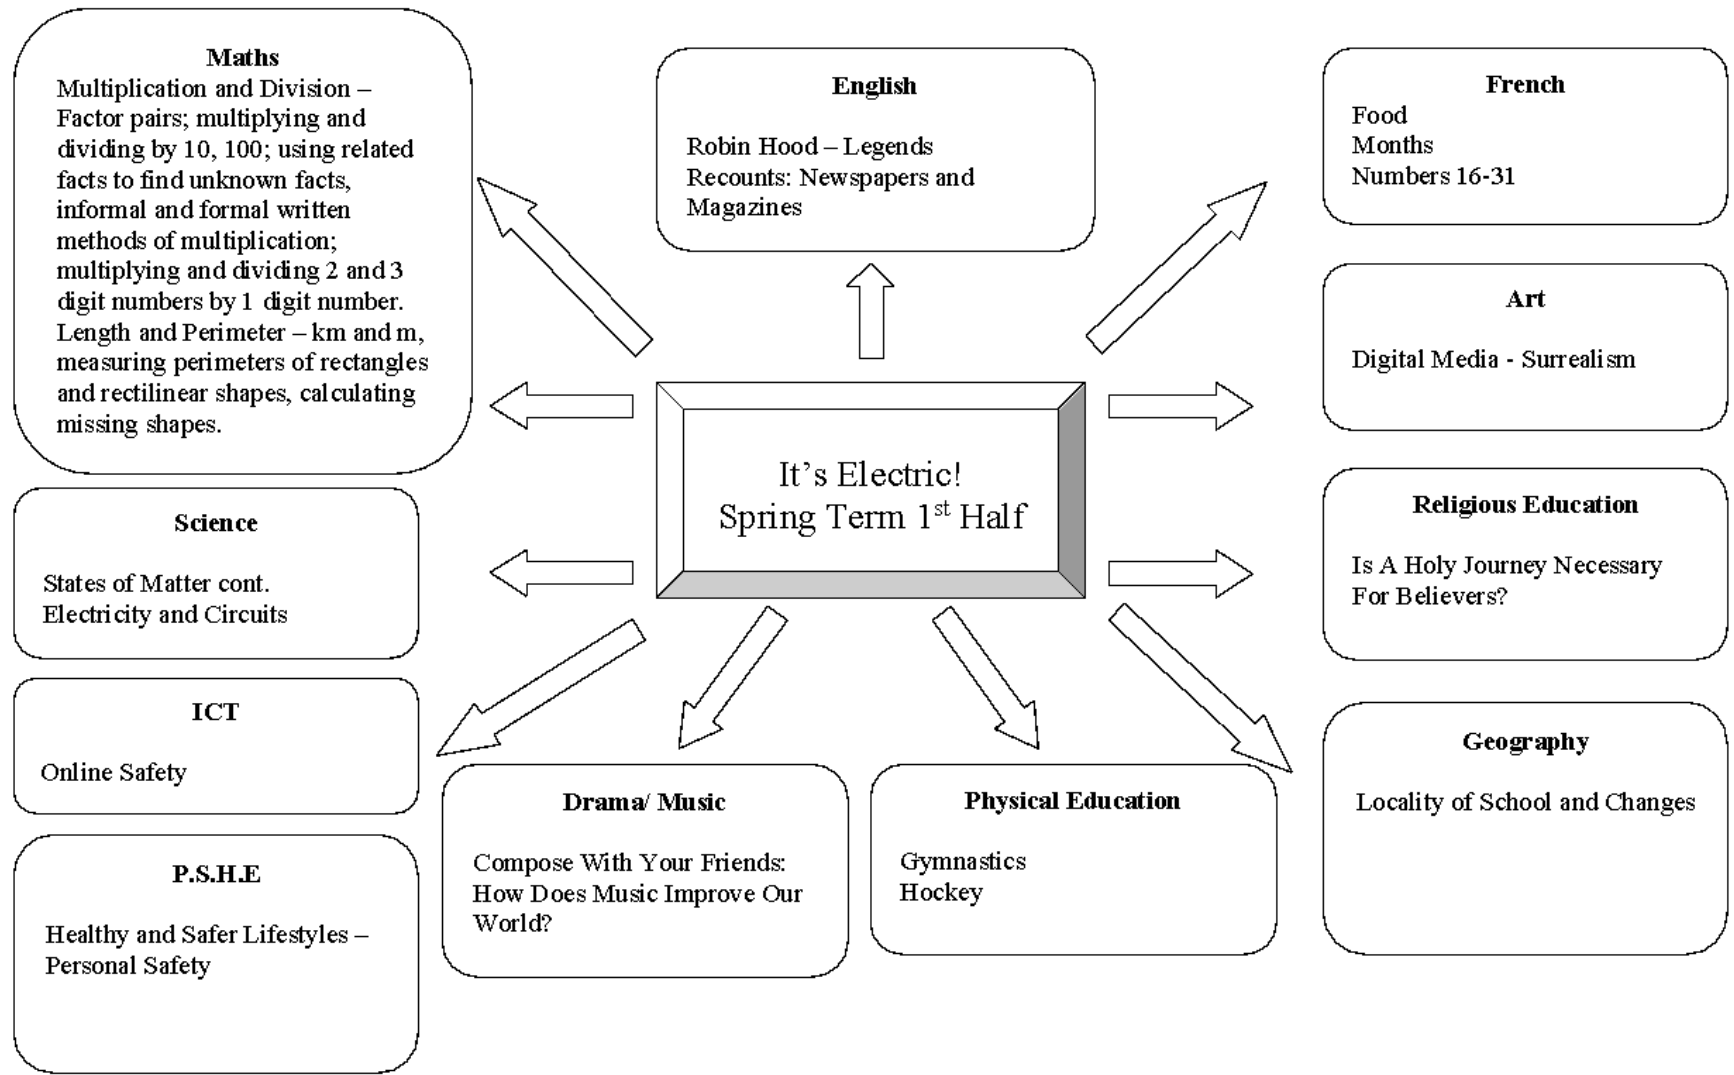 Maths
Multiplication and Division –
Factor pairs; multiplying and
dividing by 10, 100; using related
facts to find unknown facts,
informal and formal written
methods of multiplication;
multiplying and dividing 2 and 3
digit numbers by 1 digit number.
Length and Perimeter – km and m,
measuring perimeters of rectangles
and rectilinear shapes, calculating
missing shapes.
English
Robin Hood – Legends
Recounts: Newspapers and
Magazines
French
Food
Months
Numbers 16-31
Art
Digital Media - Surrealism
It’s Electric!
Spring Term 1st Half
Science
States of Matter cont.
Electricity and Circuits
Religious Education
Is A Holy Journey Necessary
For Believers?
ICT
Online Safety
Geography
Locality of School and Changes
Drama/ Music
Compose With Your Friends:
How Does Music Improve Our
World?
Physical Education
Gymnastics
Hockey
P.S.H.E
Healthy and Safer Lifestyles –
Personal Safety